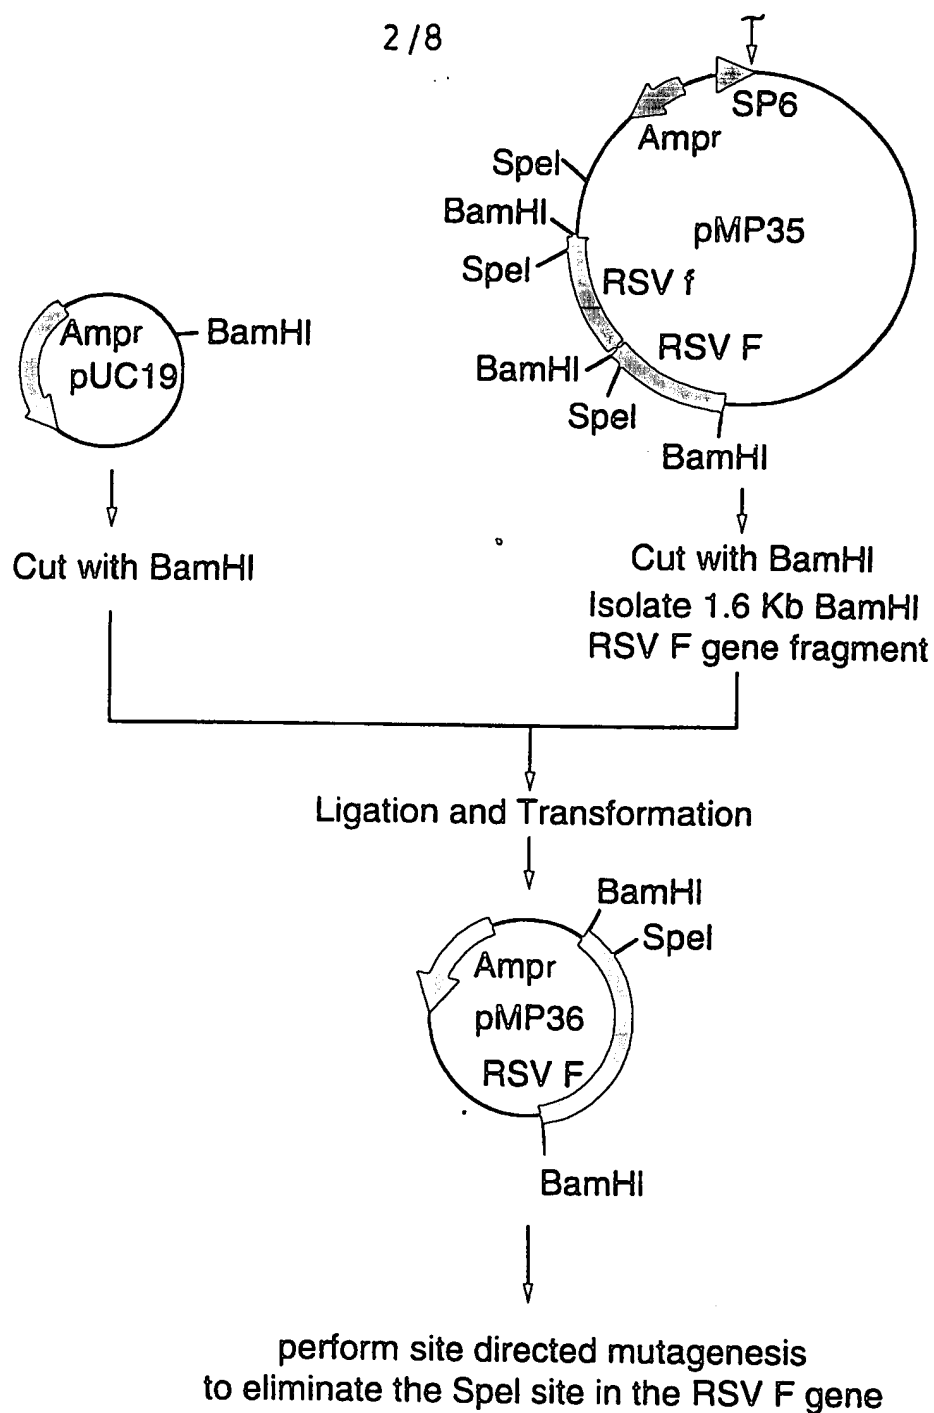 2/8
SP6
Ampr
SpeI
BamHI
pMP35
SpeI
RSV f
Ampr
BamHI
RSV F
pUC19
BamHI
SpeI
BamHI
Cut with BamHI
Cut with BamHI
Isolate 1.6 Kb BamHI
RSV F gene fragment
Ligation and Transformation
BamHI
SpeI
Ampr
pMP36
RSV F
BamHI
perform site directed mutagenesis
to eliminate the SpeI site in the RSV F gene